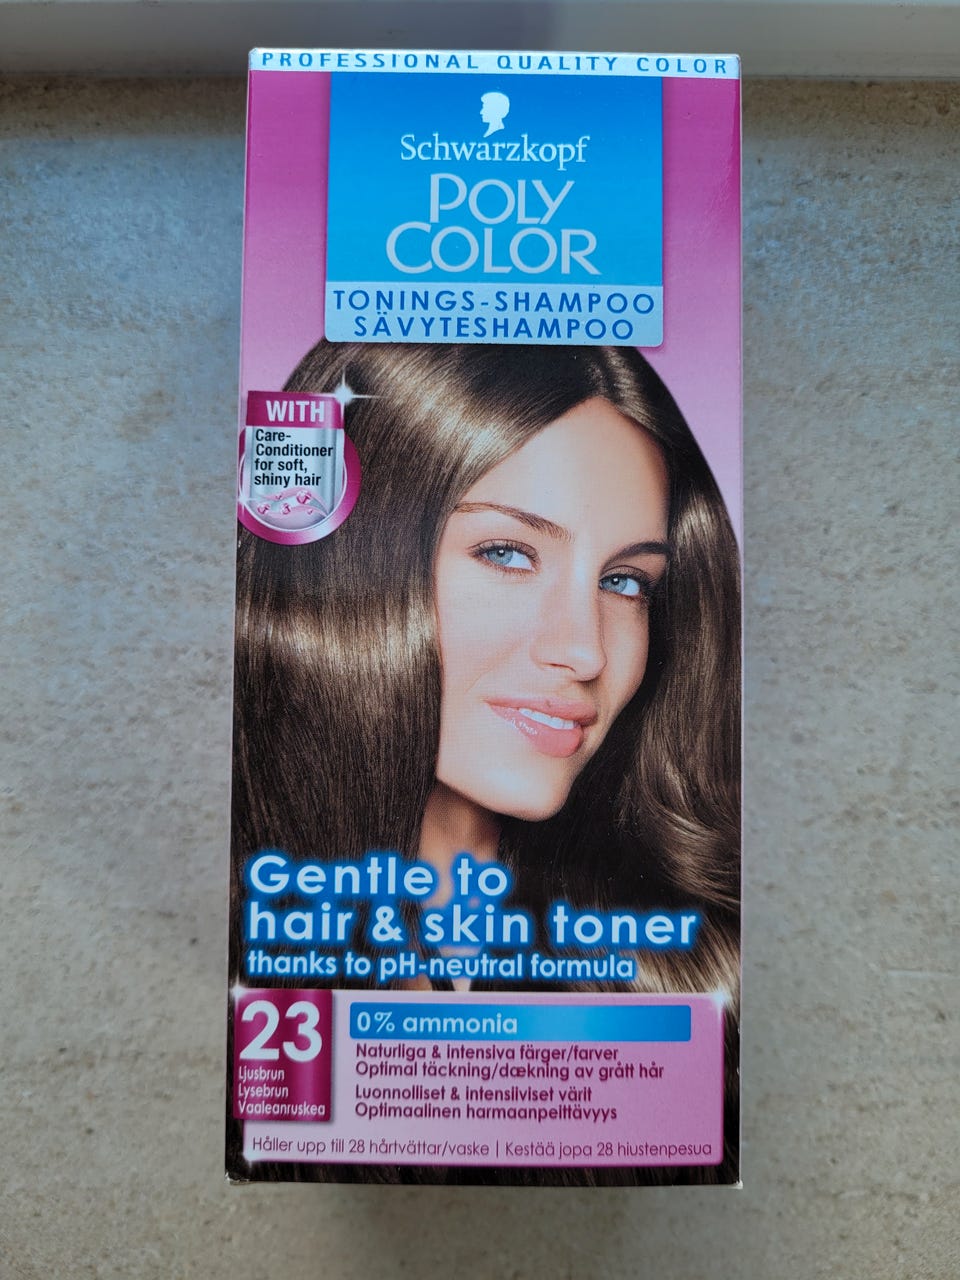 PROFESSIONAL QUALITY COLOR
Schwarzkopf
POLY
COLOR
TONINGS-SHAMPOO
SÄVYTESHAMPOO
WITH
Care-
Conditioner
for soft,
shiny hair
Gentle to
hair & skin toner
thanks to pH-neutral formula
23
Ljusbrun
Lysebrun
Vaaleanruskea
0% ammonia
Naturliga & intensiva färger/farver
Optimal täckning/dækning av grått hår
Luonnolliset & intensiiviset värit
Optimaalinen harmaanpeittävyys
Håller upp till 28 hårtvättar/vaske | Kestää jopa 28 hiustenpesua